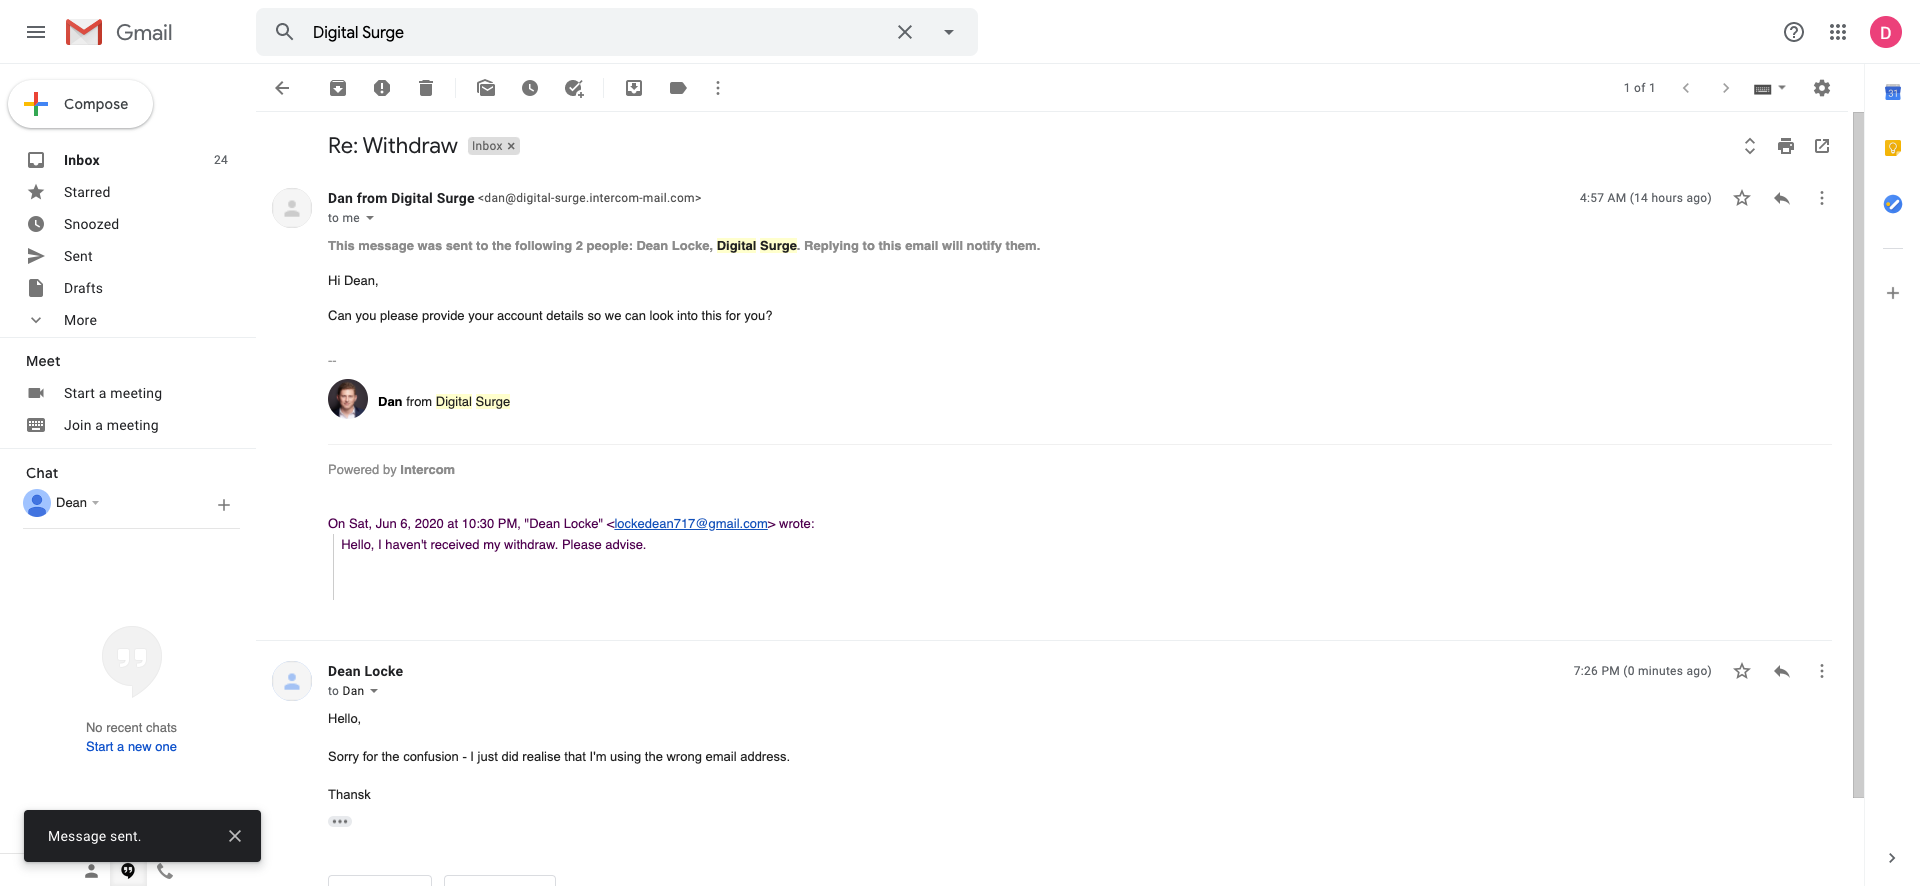 Gmail
Digital Surge
D
Compose
1 of 1
31
Inbox 24
Starred
Snoozed
Sent
Drafts
More
Meet
Start a meeting
Join a meeting
Chat
Dean
No recent chats
Start a new one
Message sent.
Re: Withdraw Inbox x
Dan from Digital Surge <dan@digital-surge.intercom-mail.com> 4:57 AM (14 hours ago)
to me
This message was sent to the following 2 people: Dean Locke, Digital Surge. Replying to this email will notify them.
Hi Dean,
Can you please provide your account details so we can look into this for you?
--
Dan from Digital Surge
Powered by Intercom
On Sat, Jun 6, 2020 at 10:30 PM, "Dean Locke" <lockedean717@gmail.com> wrote:
Hello, I haven't received my withdraw. Please advise.
Dean Locke 7:26 PM (0 minutes ago)
to Dan
Hello,
Sorry for the confusion - I just did realise that I'm using the wrong email address.
Thansk